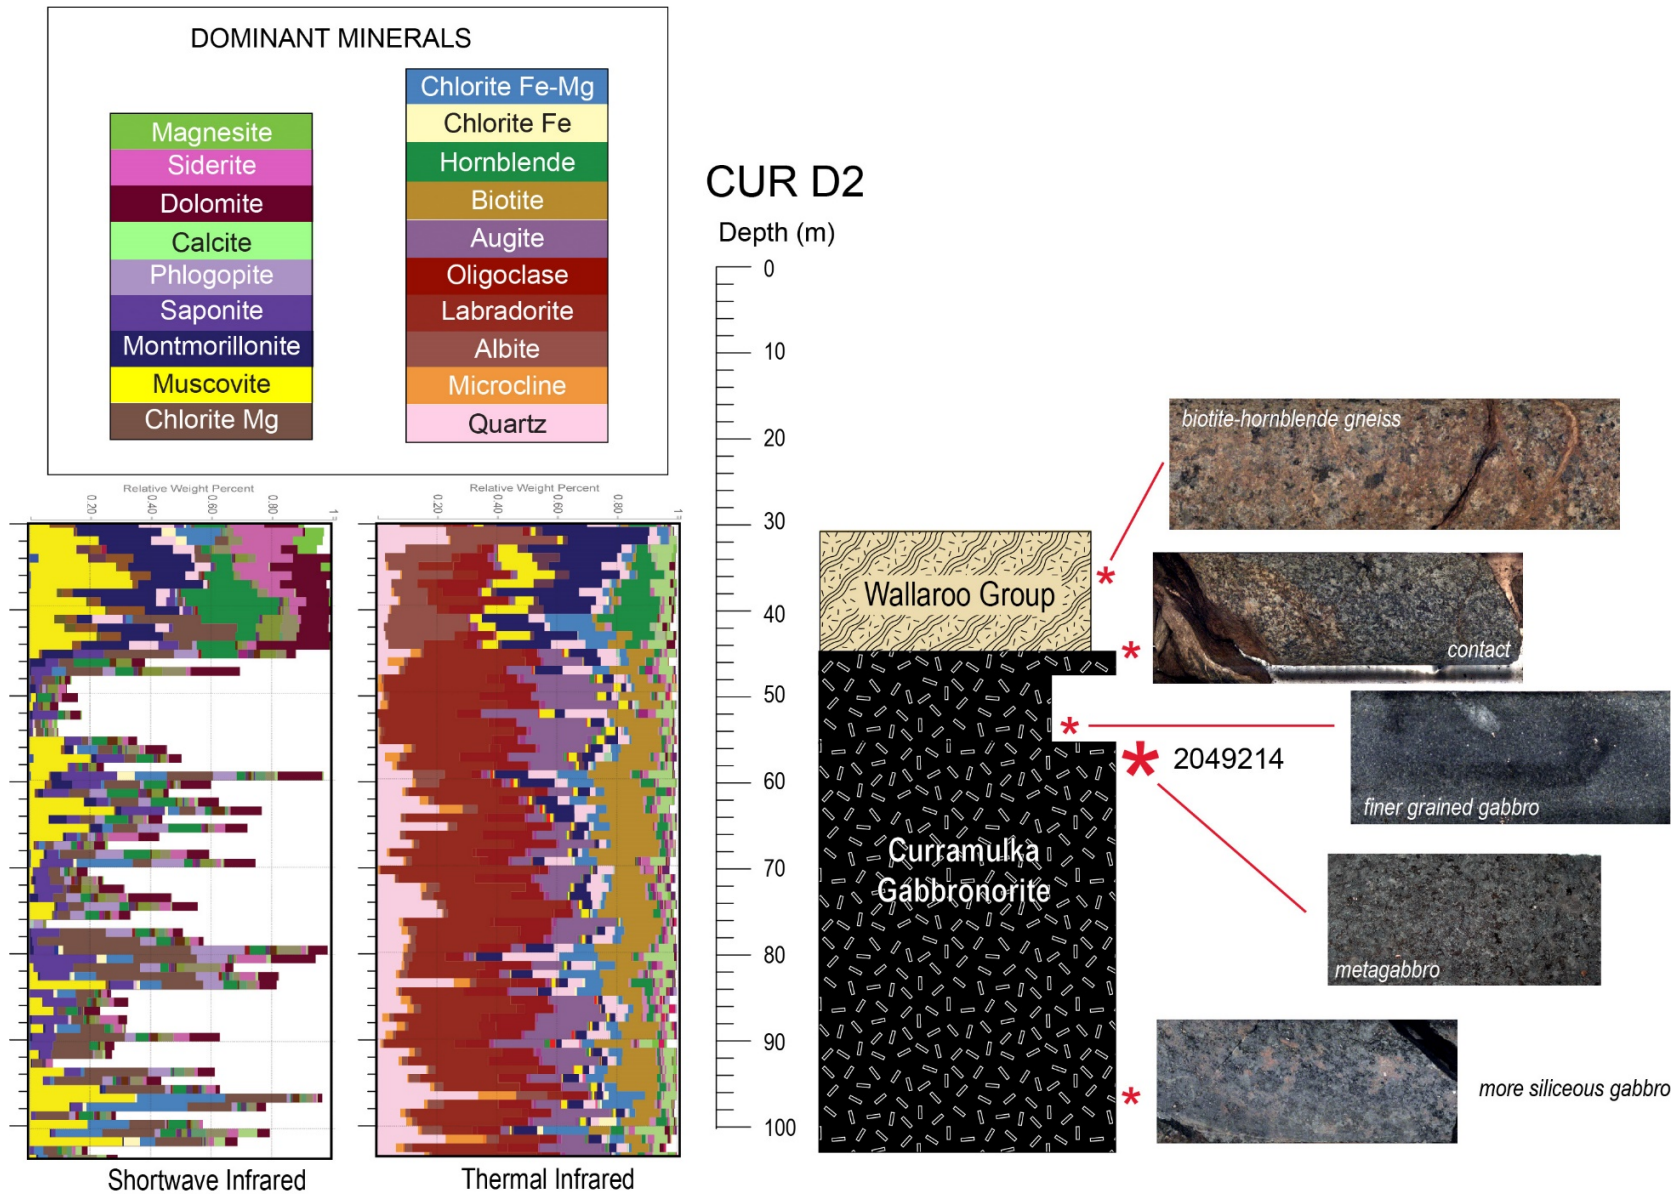 DOMINANT MINERALS
Magnesite
Siderite
Dolomite
Calcite
Phlogopite
Saponite
Montmorillonite
Muscovite
Chlorite Mg
Chlorite Fe-Mg
Chlorite Fe
Hornblende
Biotite
Augite
Oligoclase
Labradorite
Albite
Microcline
Quartz
Relative Weight Percent
0.20
0.40
0.60
0.80
Relative Weight Percent
0.20
0.40
0.60
0.80
Shortwave Infrared
Thermal Infrared
CUR D2
Depth (m)
0
10
20
30
40
50
60
70
80
90
100
Wallaroo Group
Curramulka
Gabbronorite
biotite-hornblende gneiss
contact
finer grained gabbro
* 2049214
metagabbro
more siliceous gabbro